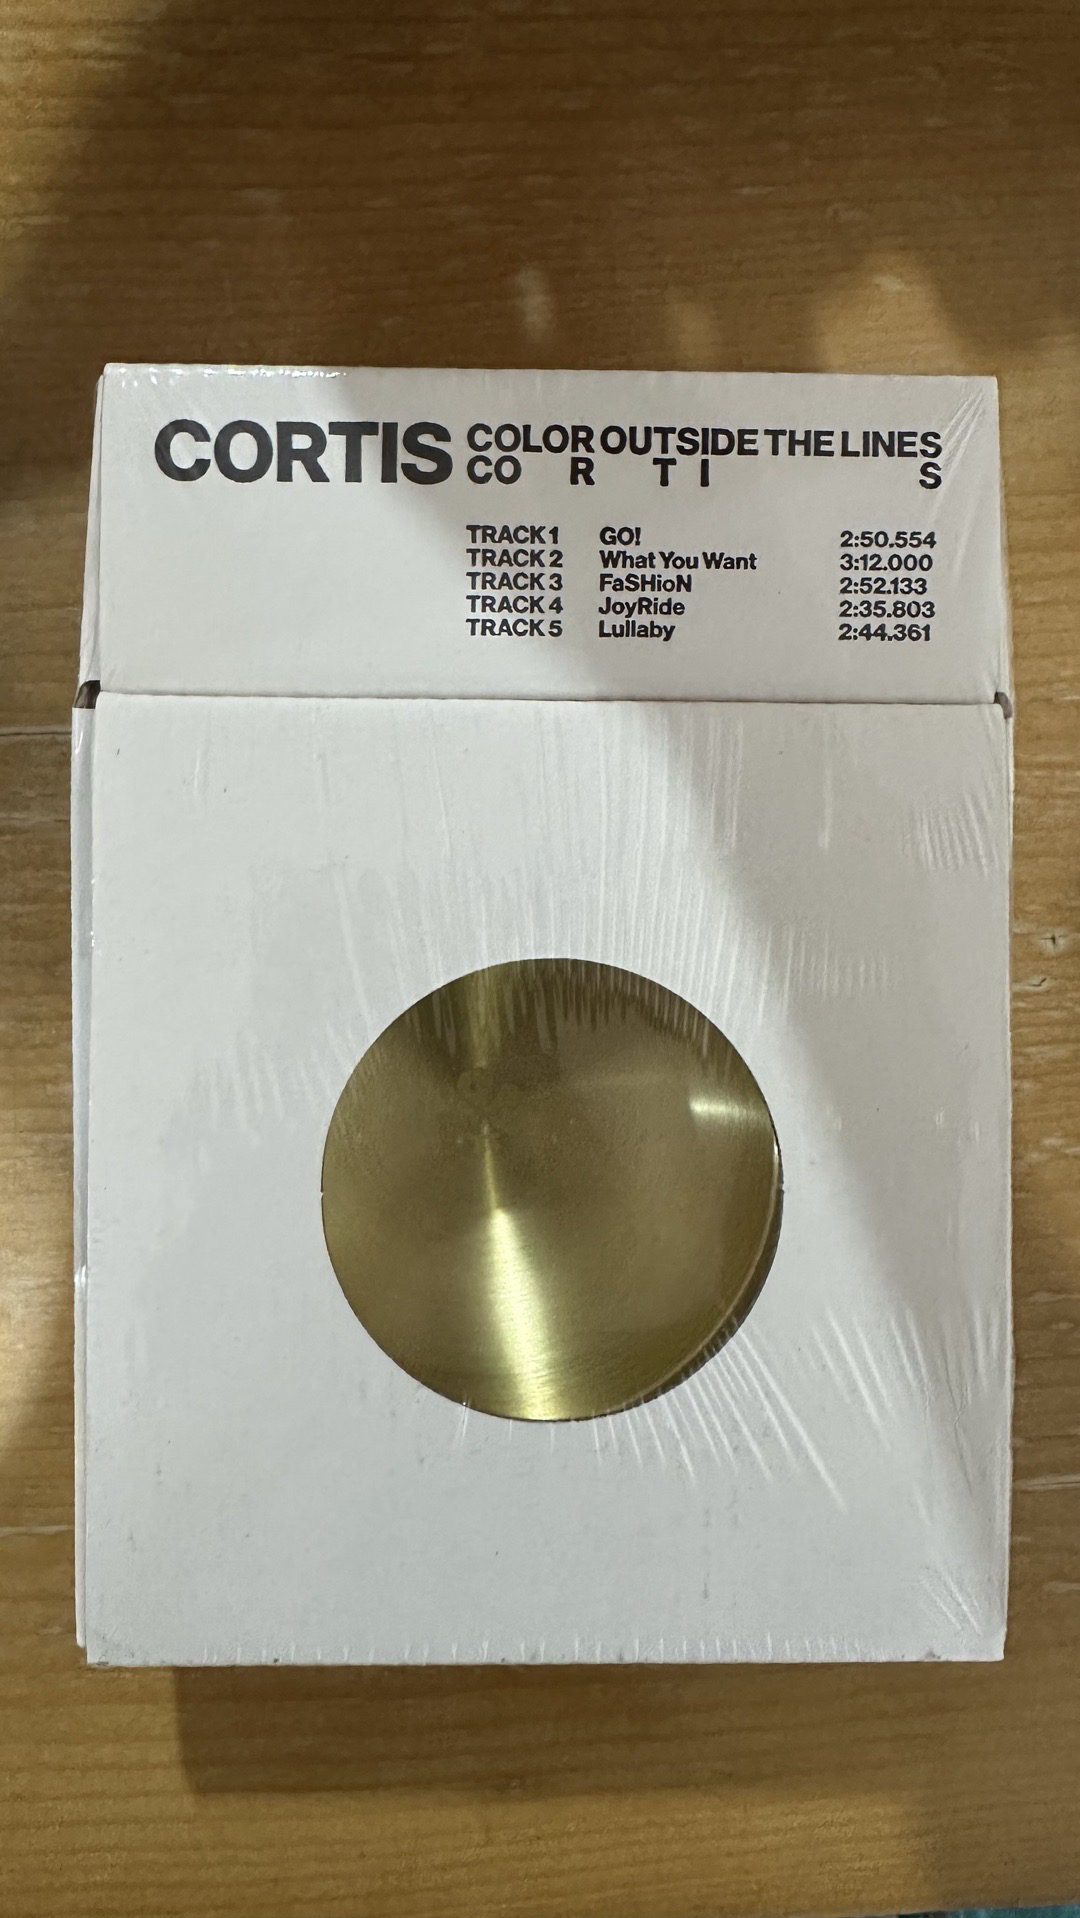 CORTIS COLOR OUTSIDE THE LINES
CO R T I S
TRACK 1 GO! 2:50.554
TRACK 2 What You Want 3:12.000
TRACK 3 FaSHioN 2:52.133
TRACK 4 JoyRide 2:35.803
TRACK 5 Lullaby 2:44.361